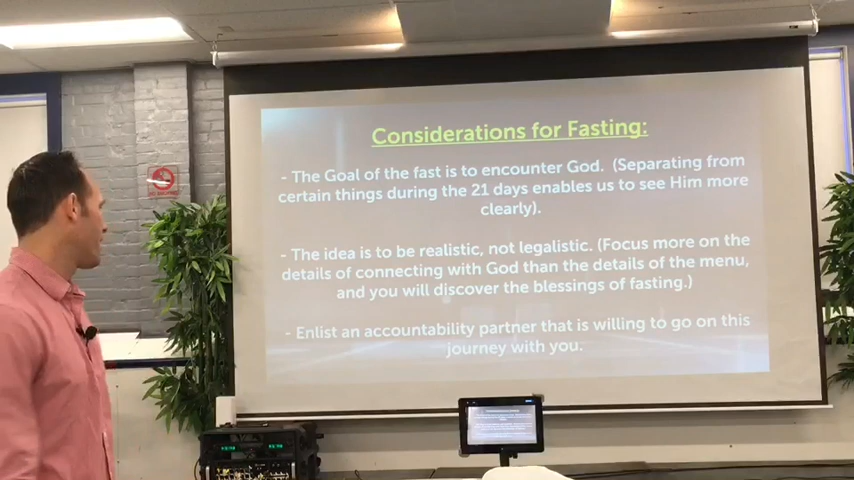 Considerations for Fasting:
- The Goal of the fast is to encounter God. (Separating from
certain things during the 21 days enables us to see Him more
clearly).
- The idea is to be realistic, not legalistic. (Focus more on the
details of connecting with God than the details of the menu,
and you will discover the blessings of fasting.)
- Enlist an accountability partner that is willing to go on this
journey with you.